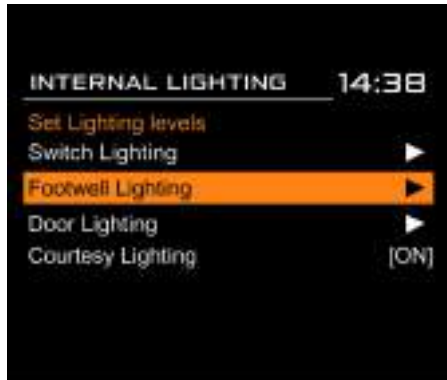 INTERNAL LIGHTING 14:38
Set Lighting levels
Switch Lighting
Footwell Lighting
Door Lighting
Courtesy Lighting [ON]